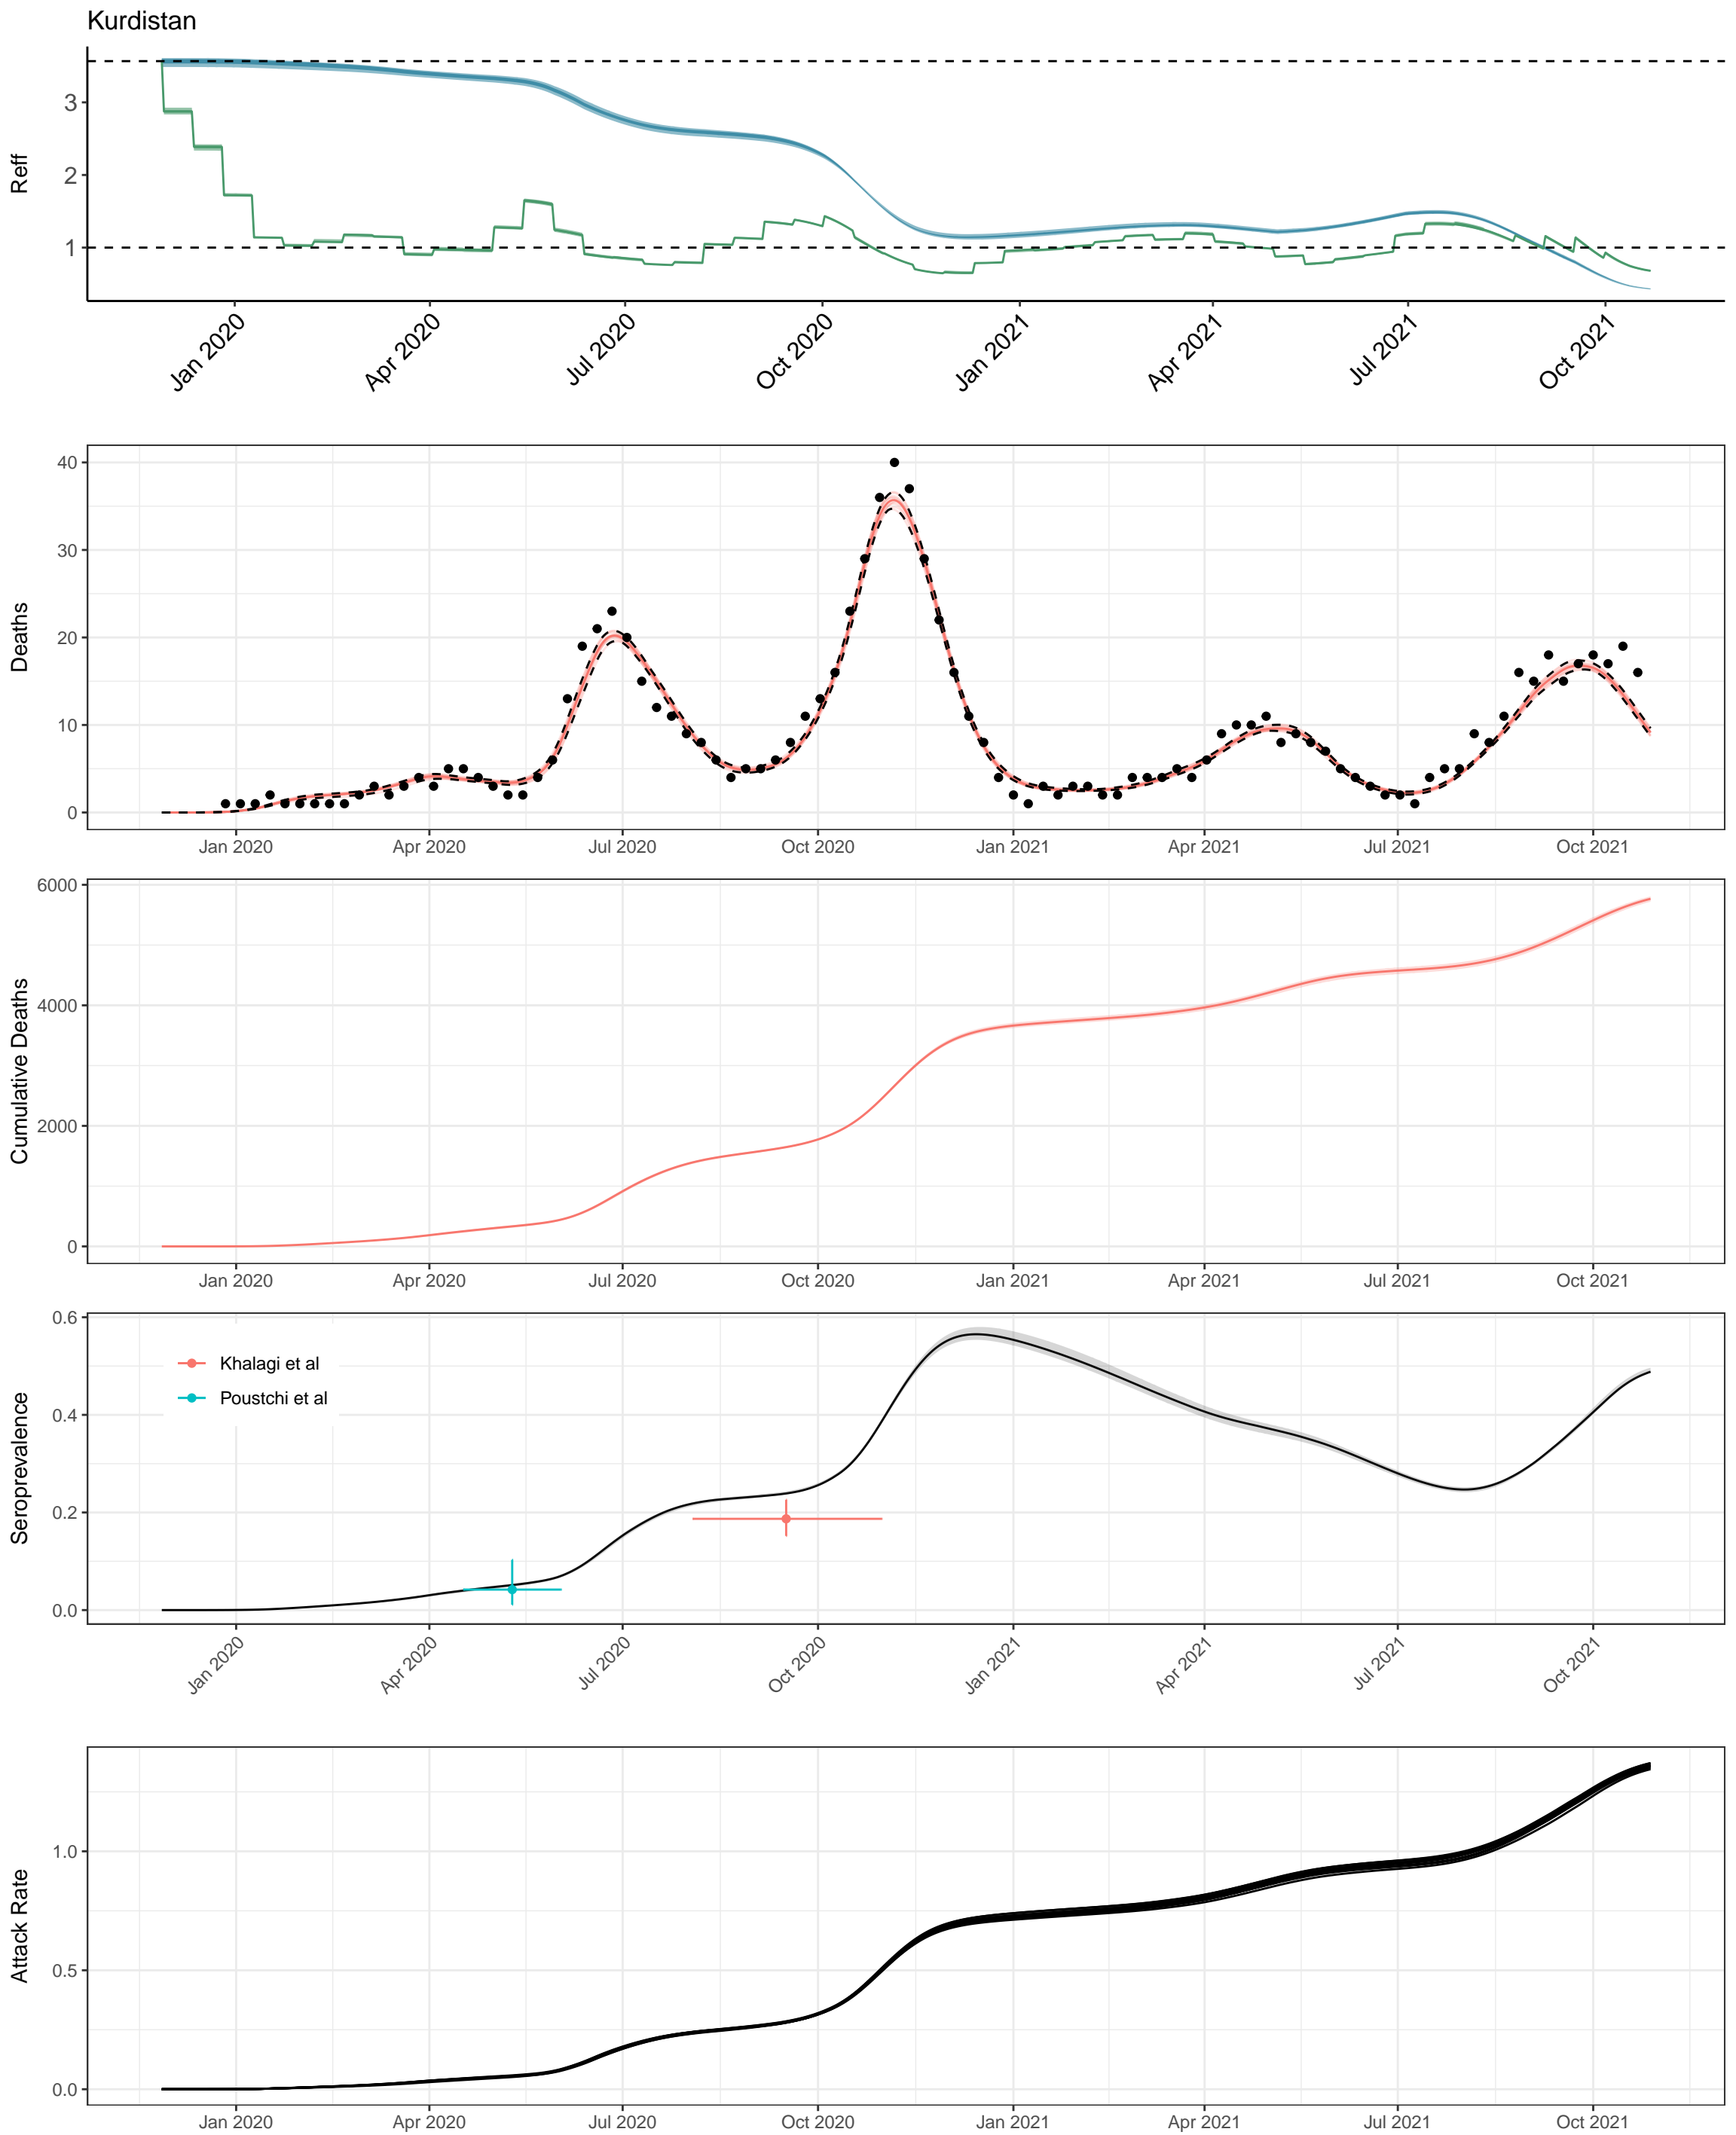 Kurdistan
Reff
3
2
1
Jan 2020
Apr 2020
Jul 2020
Oct 2020
Jan 2021
Apr 2021
Jul 2021
Oct 2021
Deaths
40
30
20
10
0
Jan 2020
Apr 2020
Jul 2020
Oct 2020
Jan 2021
Apr 2021
Jul 2021
Oct 2021
Cumulative Deaths
6000
4000
2000
0
Jan 2020
Apr 2020
Jul 2020
Oct 2020
Jan 2021
Apr 2021
Jul 2021
Oct 2021
Seroprevalence
0.6
0.4
0.2
0.0
Khalagi et al
Poustchi et al
Jan 2020
Apr 2020
Jul 2020
Oct 2020
Jan 2021
Apr 2021
Jul 2021
Oct 2021
Attack Rate
1.0
0.5
0.0
Jan 2020
Apr 2020
Jul 2020
Oct 2020
Jan 2021
Apr 2021
Jul 2021
Oct 2021